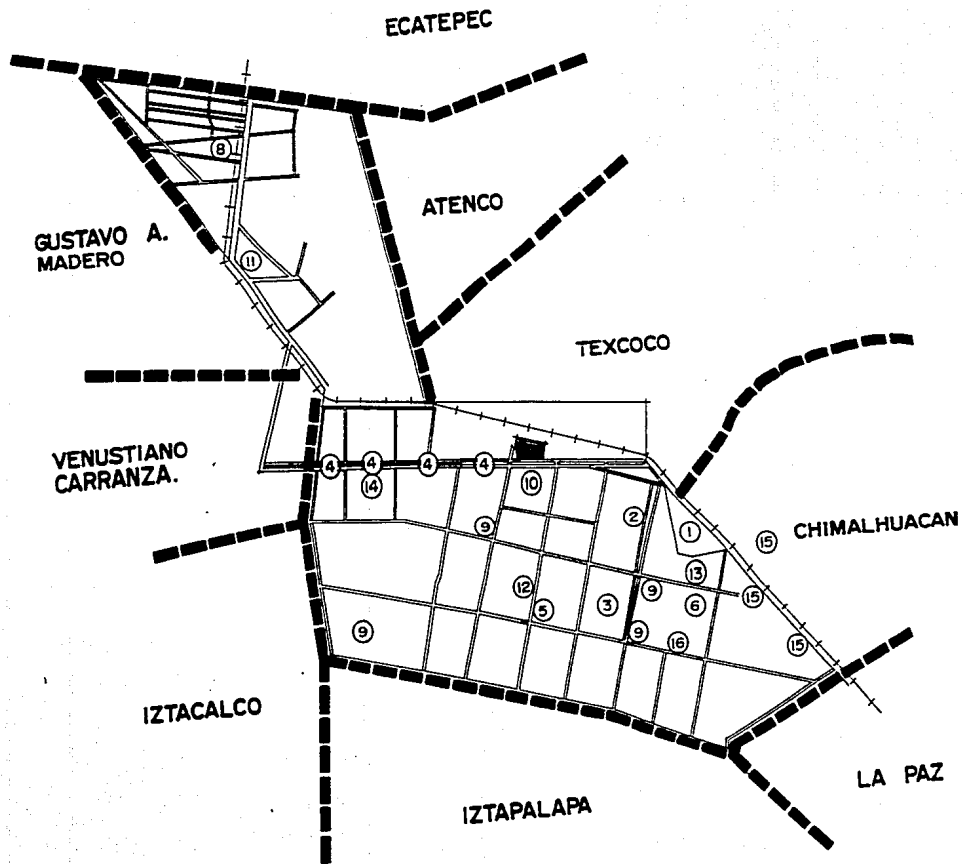 ECATEPEC
8
ATENCO
GUSTAVO A.
MADERO
11
TEXCOCO
VENUSTIANO
CARRANZA.
4
4
4
4
14
10
9
2
1
15
CHIMALHUACAN
13
12
5
3
9
6
15
9
9
16
15
IZTACALCO
IZTAPALAPA
LA PAZ